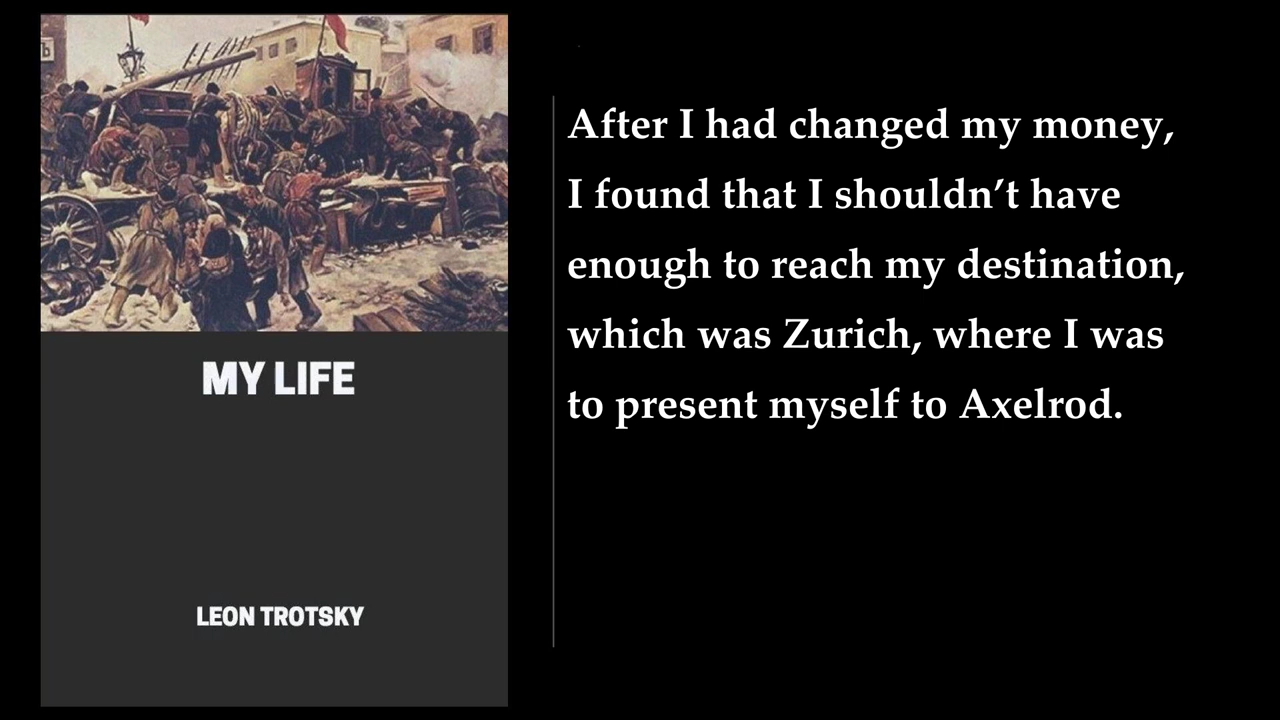 MY LIFE
LEON TROTSKY
After I had changed my money,
I found that I shouldn’t have
enough to reach my destination,
which was Zurich, where I was
to present myself to Axelrod.